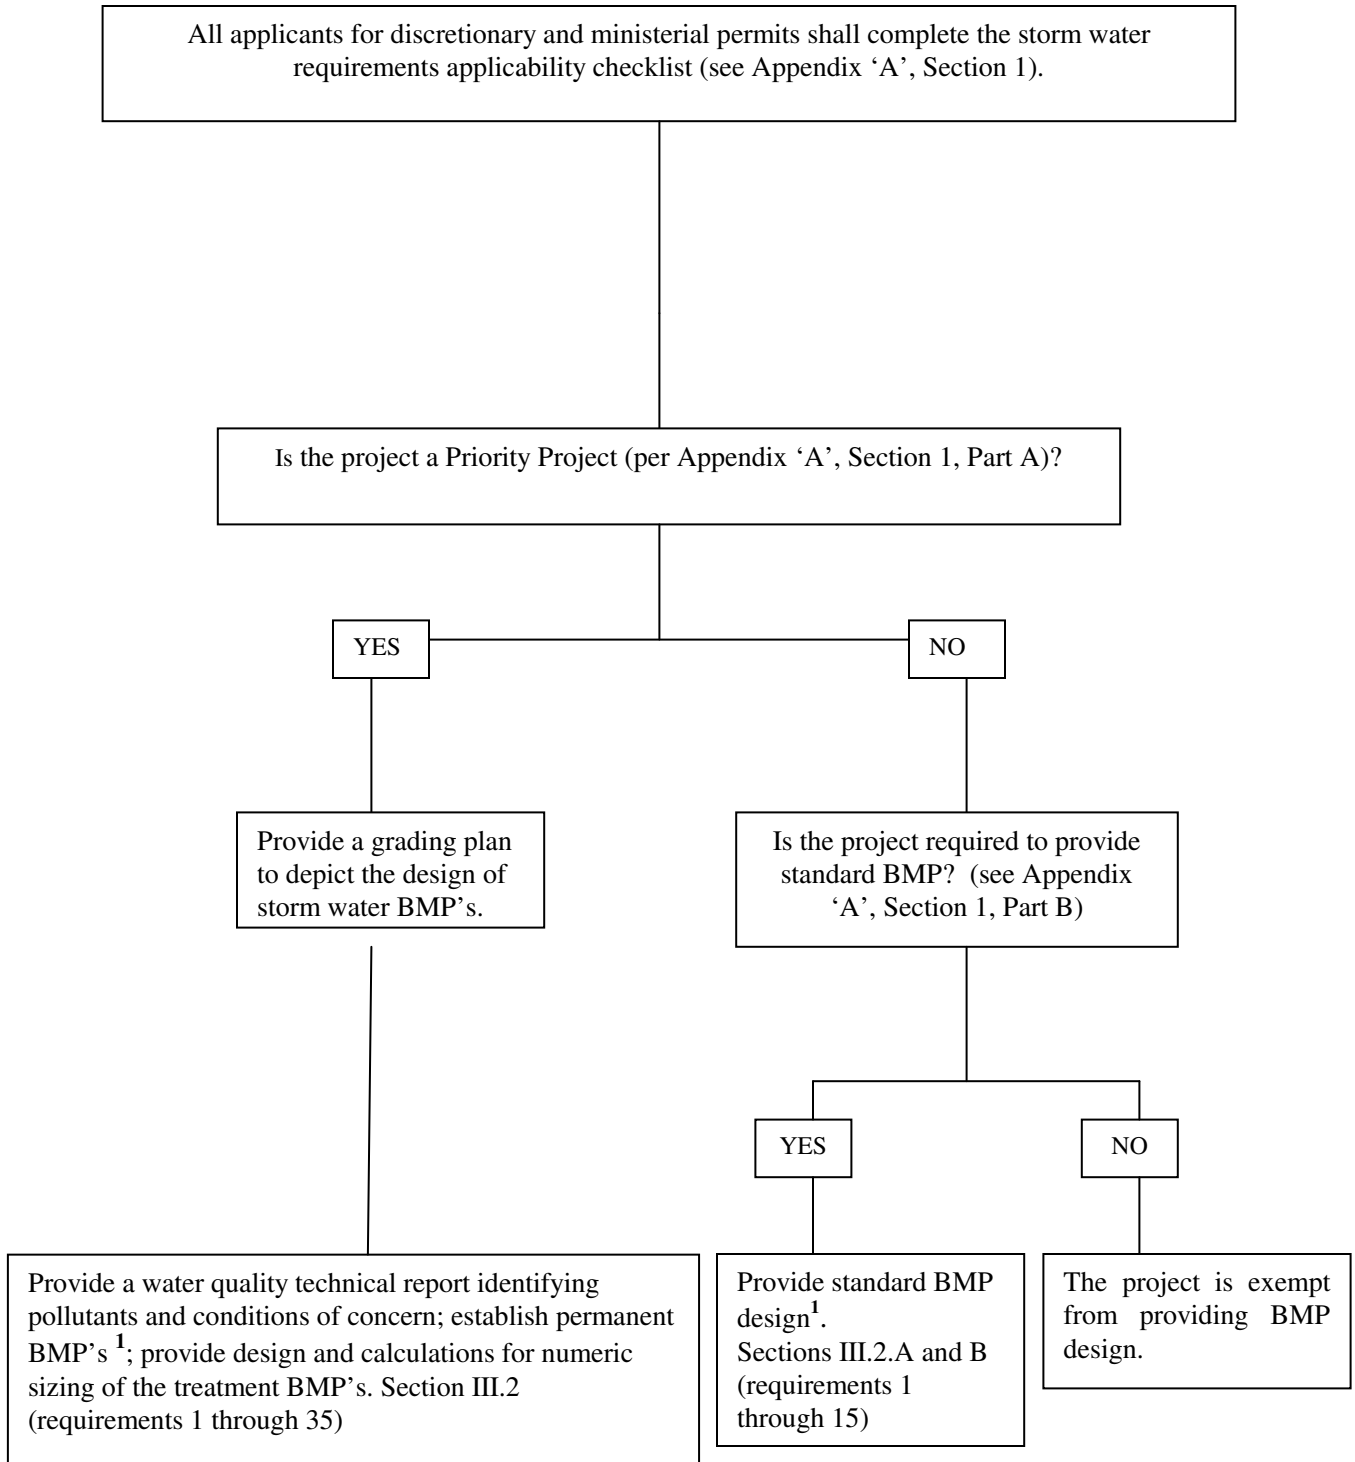 All applicants for discretionary and ministerial permits shall complete the storm water
requirements applicability checklist (see Appendix ‘A’, Section 1).
Is the project a Priority Project (per Appendix ‘A’, Section 1, Part A)?
YES
NO
Provide a grading plan
to depict the design of
storm water BMP's.
Is the project required to provide
standard BMP?  (see Appendix
‘A’, Section 1, Part B)
YES
NO
Provide a water quality technical report identifying
pollutants and conditions of concern; establish permanent
BMP's 1; provide design and calculations for numeric
sizing of the treatment BMP's. Section III.2
(requirements 1 through 35)
Provide standard BMP
design1.
Sections III.2.A and B
(requirements 1
through 15)
The project is exempt
from providing BMP
design.